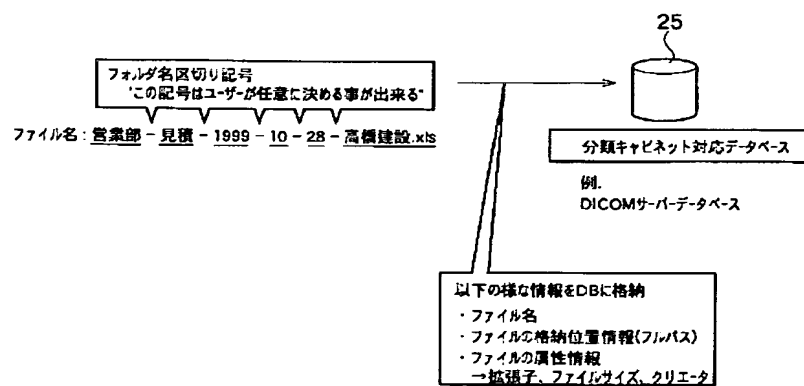 25
フォルダ名区切り記号
"この記号はユーザーが任意に決める事が出来る"
ファイル名：営業部－見積－1999－10－28－高橋建設.xls
分類キャビネット対応データベース
例.
DICOMサーバーデータベース
以下の様な情報をDBに格納
・ファイル名
・ファイルの格納位置情報(フルパス)
・ファイルの属性情報
→拡張子、ファイルサイズ、クリエータ